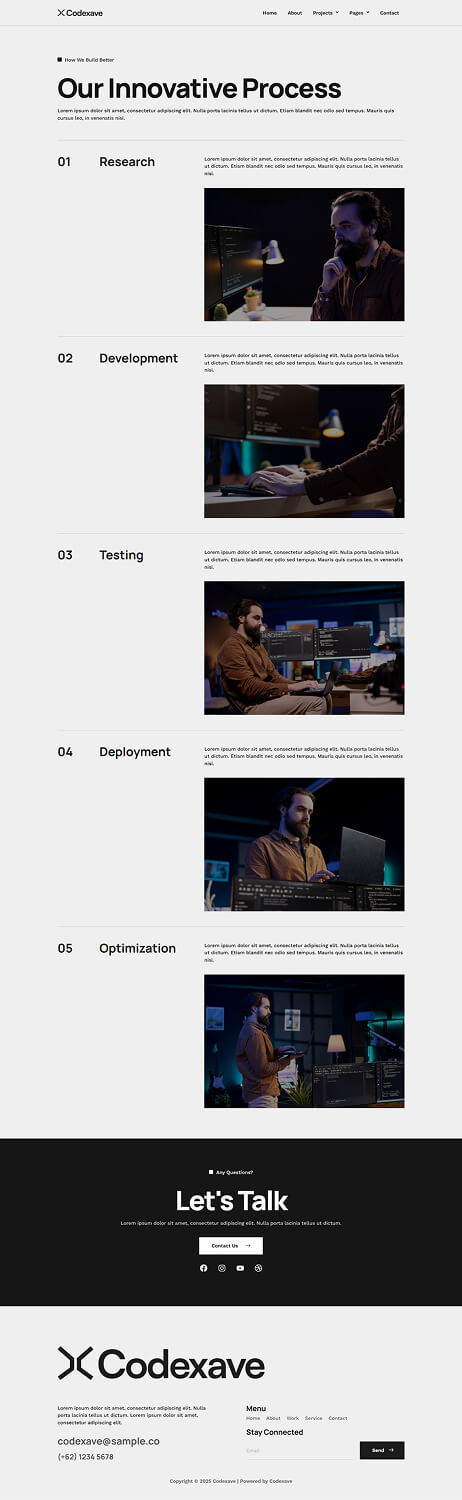 Codexave
Home About Projects Pages Contact
How We Build Better
Our Innovative Process
Lorem ipsum dolor sit amet, consectetur adipiscing elit. Nulla porta lacinia tellus ut dictum. Etiam blandit nec odio sed tempus. Mauris quis
cursus leo, in venenatis nisi.
01 Research
Lorem ipsum dolor sit amet, consectetur adipiscing elit. Nulla porta lacinia tellus
ut dictum. Etiam blandit nec odio sed tempus. Mauris quis cursus leo, in venenatis
nisi.
02 Development
Lorem ipsum dolor sit amet, consectetur adipiscing elit. Nulla porta lacinia tellus
ut dictum. Etiam blandit nec odio sed tempus. Mauris quis cursus leo, in venenatis
nisi.
03 Testing
Lorem ipsum dolor sit amet, consectetur adipiscing elit. Nulla porta lacinia tellus
ut dictum. Etiam blandit nec odio sed tempus. Mauris quis cursus leo, in venenatis
nisi.
04 Deployment
Lorem ipsum dolor sit amet, consectetur adipiscing elit. Nulla porta lacinia tellus
ut dictum. Etiam blandit nec odio sed tempus. Mauris quis cursus leo, in venenatis
nisi.
05 Optimization
Lorem ipsum dolor sit amet, consectetur adipiscing elit. Nulla porta lacinia tellus
ut dictum. Etiam blandit nec odio sed tempus. Mauris quis cursus leo, in venenatis
nisi.
Any Questions?
Let's Talk
Lorem ipsum dolor sit amet, consectetur adipiscing elit. Nulla porta lacinia tellus ut dictum.
Contact Us
Codexave
Lorem ipsum dolor sit amet, consectetur adipiscing elit. Nulla
porta lacinia tellus ut dictum. Lorem ipsum dolor sit amet,
consectetur adipiscing elit.
codexave@sample.co
(+62) 1234 5678
Menu
Home About Work Service Contact
Stay Connected
Email
Send
Copyright © 2025 Codexave | Powered by Codexave